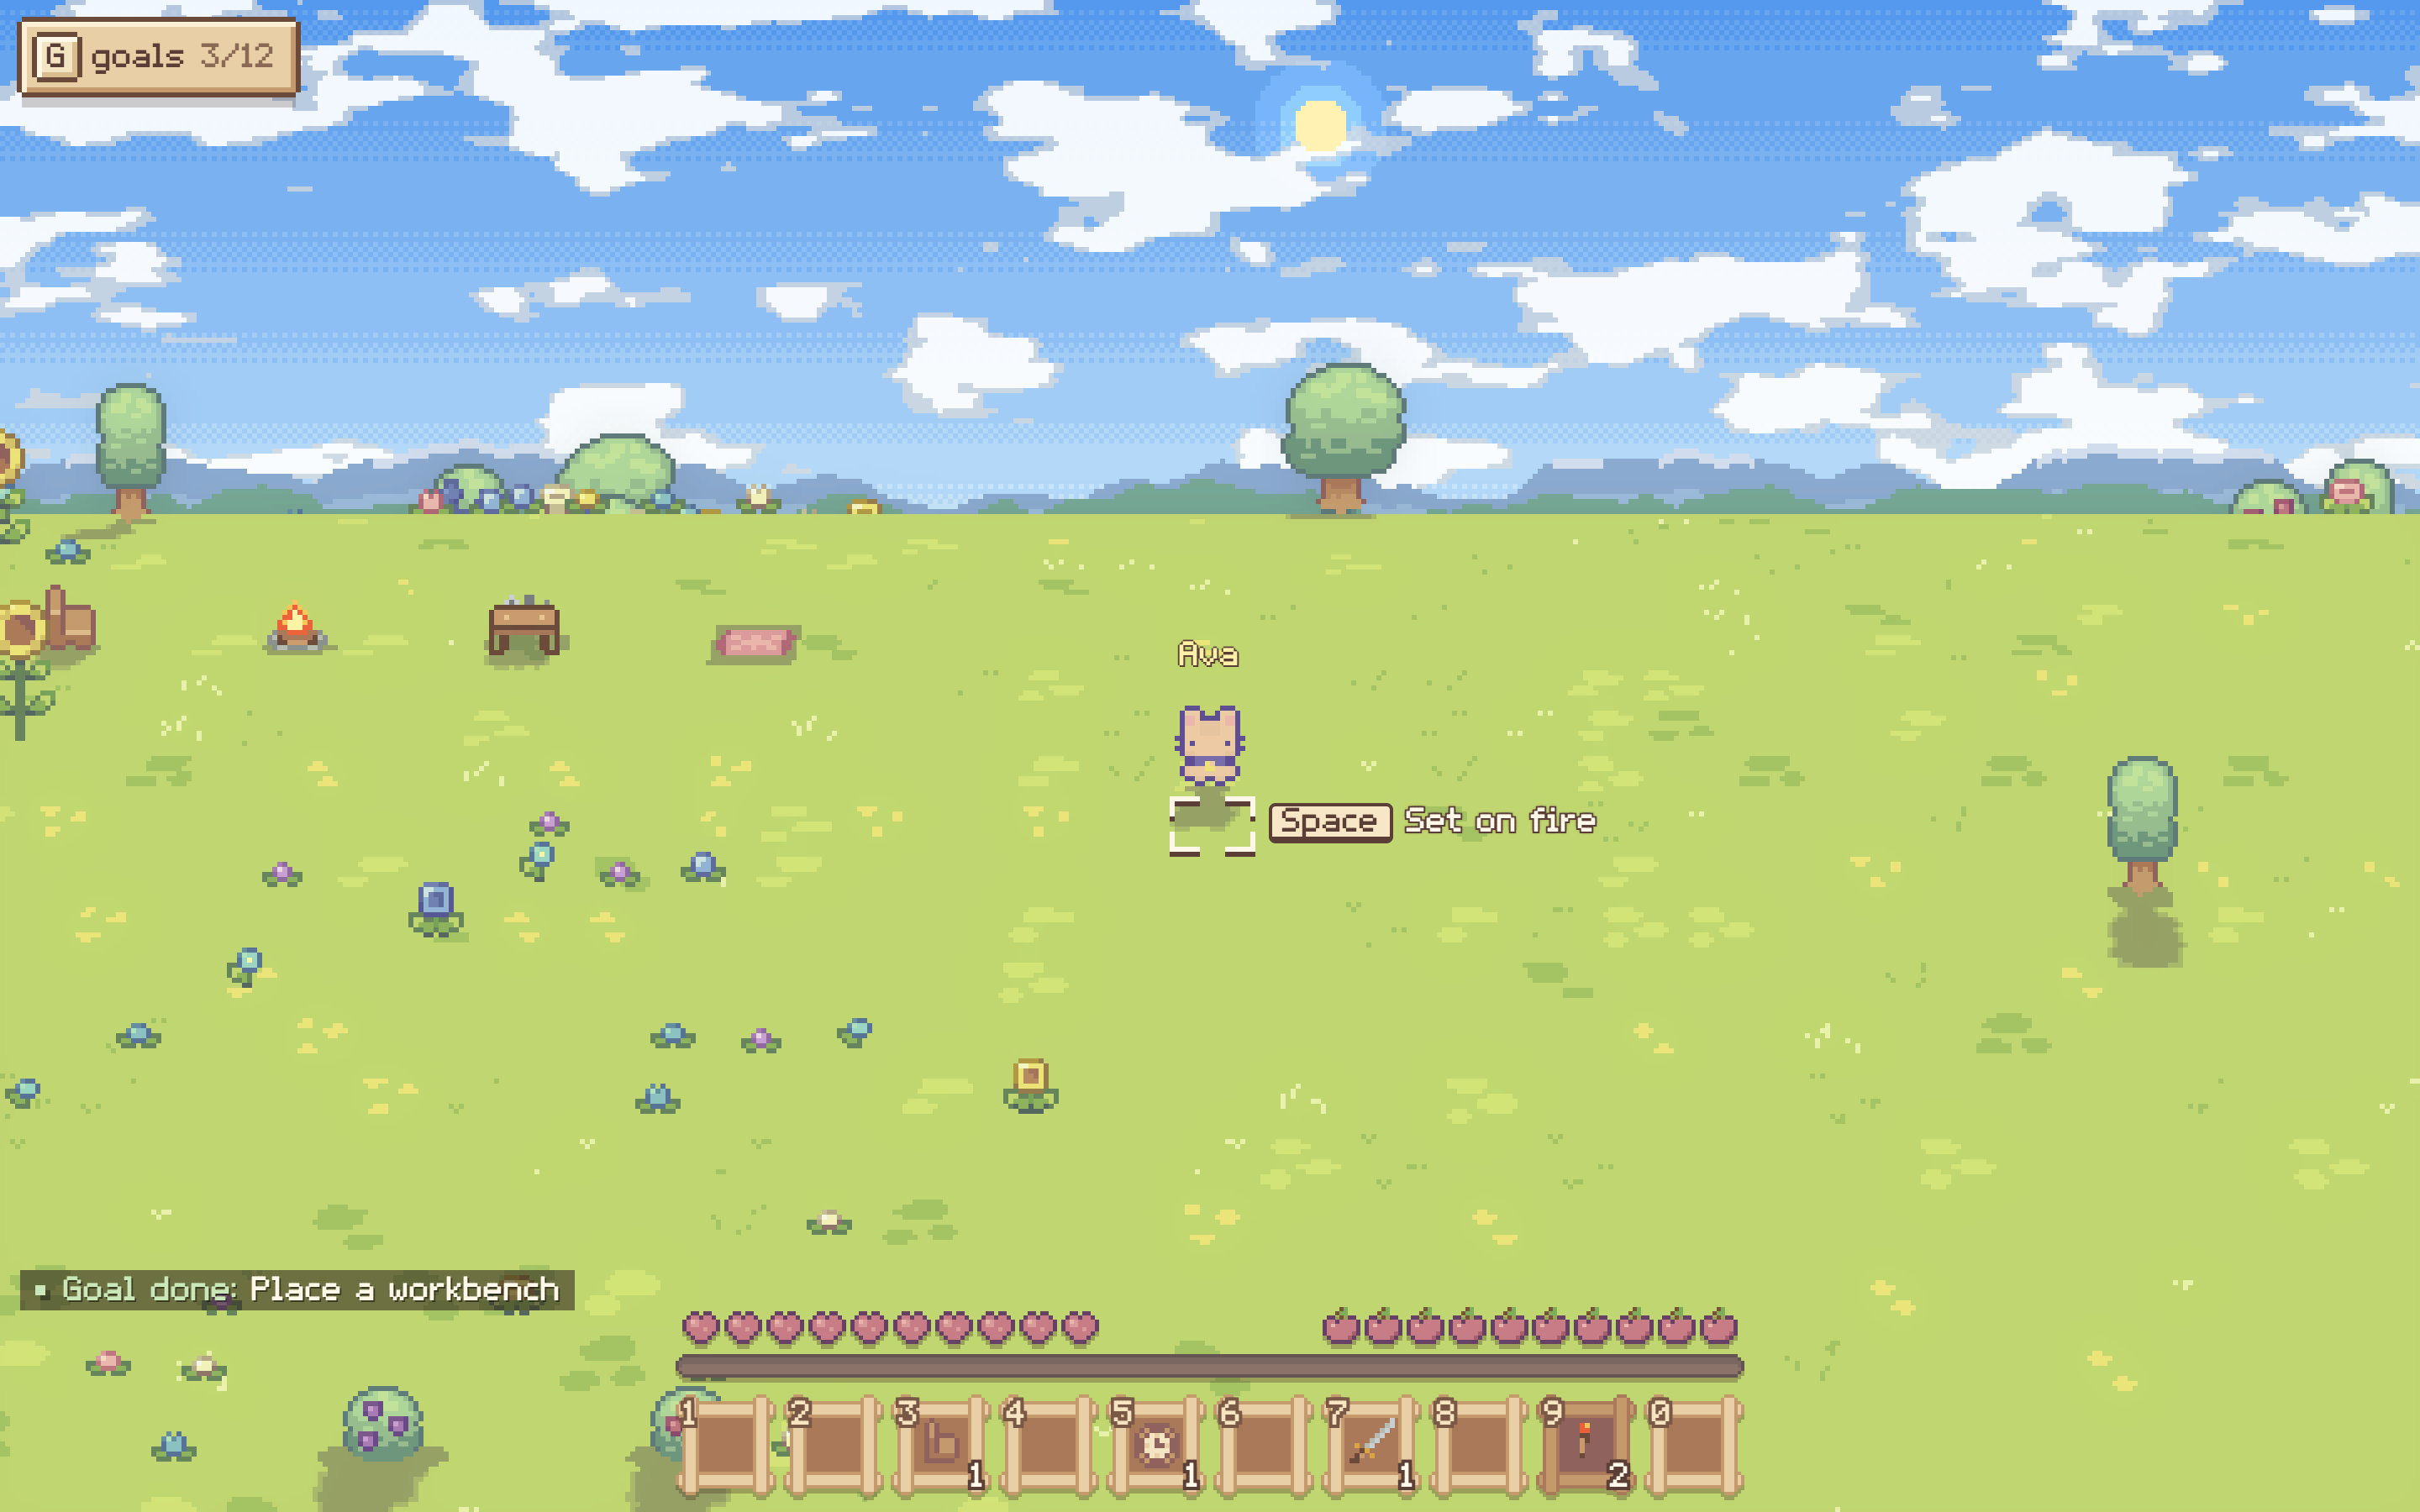 G goals 3/12
Ava
Space Set on fire
Goal done: Place a workbench
1 2 3 4 5 6 7 8 9 0
1 1 1 2